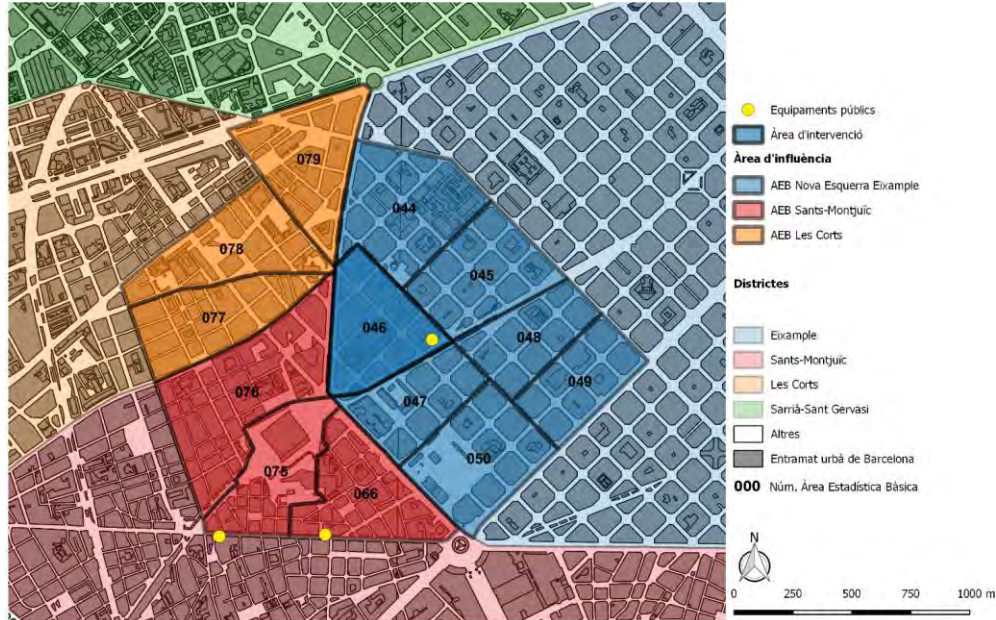 079
044
078
045
077
046
048
076
047
049
050
075
066
Equipaments públics
Àrea d'intervenció
Àrea d'influència
AEB Nova Esquerra Eixample
AEB Sants-Montjuïc
AEB Les Corts
Districtes
Eixample
Sants-Montjuïc
Les Corts
Sarrià-Sant Gervasi
Altres
Entramat urbà de Barcelona
000 Núm. Àrea Estadística Bàsica
N
0 250 500 750 1000 m